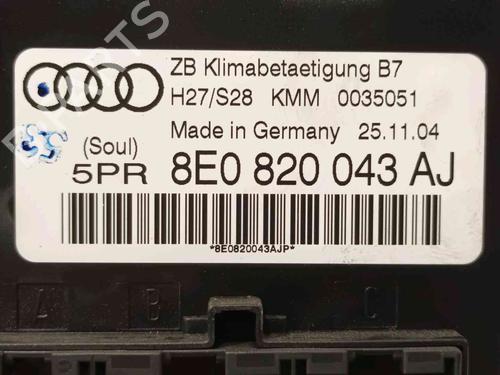 ZB Klimabetaetigung B7
H27/S28 KMM 0035051
Made in Germany 25.11.04
(Soul)
5PR 8E0 820 043 AJ
*8E0820043AJP*
A B C